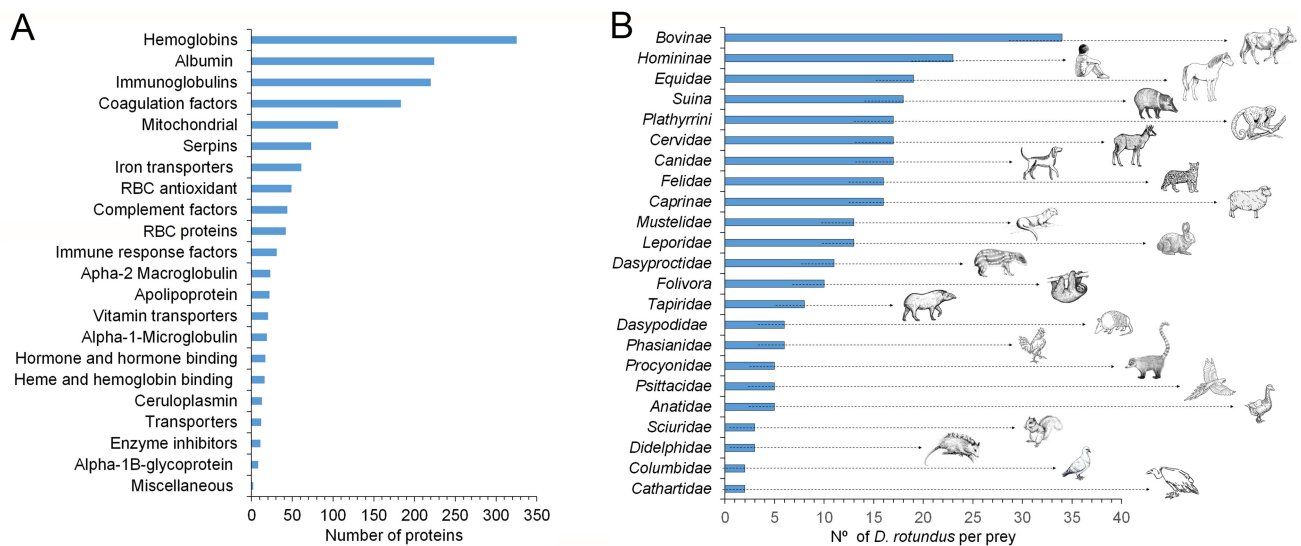 A
Hemoglobins
Albumin
Immunoglobulins
Coagulation factors
Mitochondrial
Serpins
Iron transporters
RBC antioxidant
Complement factors
RBC proteins
Immune response factors
Apha-2 Macroglobulin
Apolipoprotein
Vitamin transporters
Alpha-1-Microglobulin
Hormone and hormone binding
Heme and hemoglobin binding
Ceruloplasmin
Transporters
Enzyme inhibitors
Alpha-1B-glycoprotein
Miscellaneous
0 50 100 150 200 250 300 350
Number of proteins
B
Bovinae
Homininae
Equidae
Suina
Plathyrrini
Cervidae
Canidae
Felidae
Caprinae
Mustelidae
Leporidae
Dasyproctidae
Folivora
Tapiridae
Dasypodidae
Phasianidae
Procyonidae
Psittacidae
Anatidae
Sciuridae
Didelphidae
Columbidae
Cathartidae
0 5 10 15 20 25 30 35 40
Nº of D. rotundus per prey